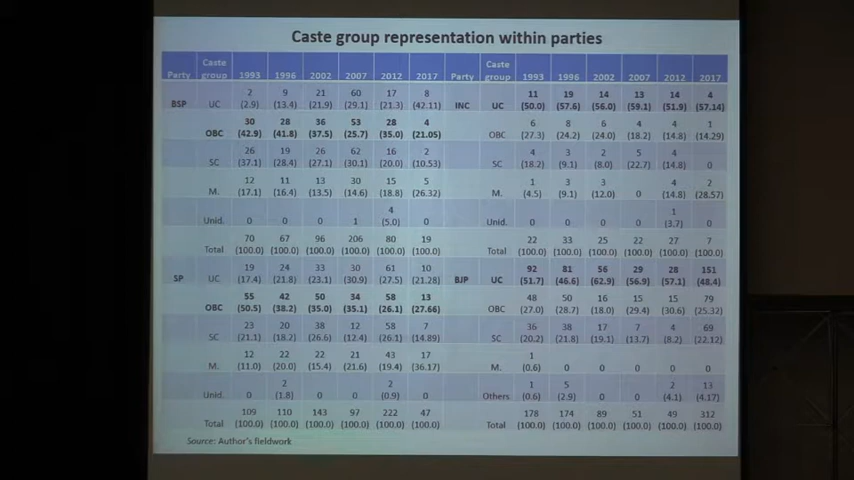 Caste group representation within parties
Party Caste group 1993 1996 2002 2007 2012 2017 Party Caste group 1993 1996 2002 2007 2012 2017
BSP UC 2 9 21 60 17 8 INC UC 11 19 14 13 14 4
(2.9) (13.4) (21.9) (29.1) (21.3) (42.11) (50.0) (57.6) (56.0) (59.1) (51.9) (57.14)
OBC 30 28 36 53 28 4 OBC 6 8 6 4 4 1
(42.9) (41.8) (37.5) (25.7) (35.0) (21.05) (27.3) (24.2) (24.0) (18.2) (14.8) (14.29)
SC 26 19 26 62 16 2 SC 4 3 2 5 4 0
(37.1) (28.4) (27.1) (30.1) (20.0) (10.53) (18.2) (9.1) (8.0) (22.7) (14.8)
M. 12 11 13 30 15 5 M. 1 3 3 0 4 2
(17.1) (16.4) (13.5) (14.6) (18.8) (26.32) (4.5) (9.1) (12.0) (14.8) (28.57)
Unid. 0 0 0 1 4 0 Unid. 0 0 0 0 1 0
(5.0) (3.7)
Total 70 67 96 206 80 19 Total 22 33 25 22 27 7
(100.0) (100.0) (100.0) (100.0) (100.0) (100.0) (100.0) (100.0) (100.0) (100.0) (100.0) (100.0)
SP UC 19 24 33 30 61 10 BJP UC 92 81 56 29 28 151
(17.4) (21.8) (23.1) (30.9) (27.5) (21.28) (51.7) (46.6) (62.9) (56.9) (57.1) (48.4)
OBC 55 42 50 34 58 13 OBC 48 50 16 15 15 79
(50.5) (38.2) (35.0) (35.1) (26.1) (27.66) (27.0) (28.7) (18.0) (29.4) (30.6) (25.32)
SC 23 20 38 12 58 7 SC 36 38 17 7 4 69
(21.1) (18.2) (26.6) (12.4) (26.1) (14.89) (20.2) (21.8) (19.1) (13.7) (8.2) (22.12)
M. 12 22 22 21 43 17 M. 1 0 0 0 0 0
(11.0) (20.0) (15.4) (21.6) (19.4) (36.17) (0.6)
Unid. 0 2 0 0 2 0 Others 1 5 0 0 2 13
(1.8) (0.9) (0.6) (2.9) (4.1) (4.17)
Total 109 110 143 97 222 47 Total 178 174 89 51 49 312
(100.0) (100.0) (100.0) (100.0) (100.0) (100.0) (100.0) (100.0) (100.0) (100.0) (100.0) (100.0)
Source: Author's fieldwork